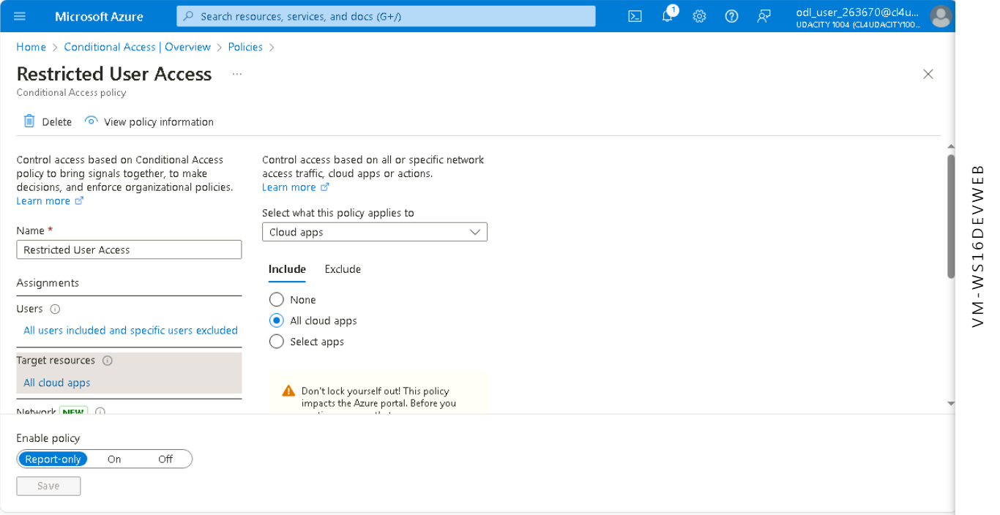 Microsoft Azure
Search resources, services, and docs (G+/)
1
odl_user_263670@cl4u...
UDACITY 1004 (CL4UDACITY100...
Home > Conditional Access | Overview > Policies >
Restricted User Access ...
Conditional Access policy
Delete
View policy information
Control access based on Conditional Access
policy to bring signals together, to make
decisions, and enforce organizational policies.
Learn more
Name *
Restricted User Access
Assignments
Users
All users included and specific users excluded
Target resources
All cloud apps
Network NEW
Control access based on all or specific network
access traffic, cloud apps or actions.
Learn more
Select what this policy applies to
Cloud apps
Include Exclude
None
All cloud apps
Select apps
Don't lock yourself out! This policy
impacts the Azure portal. Before you
Enable policy
Report-only On Off
Save
VM-WS16DEVWEB